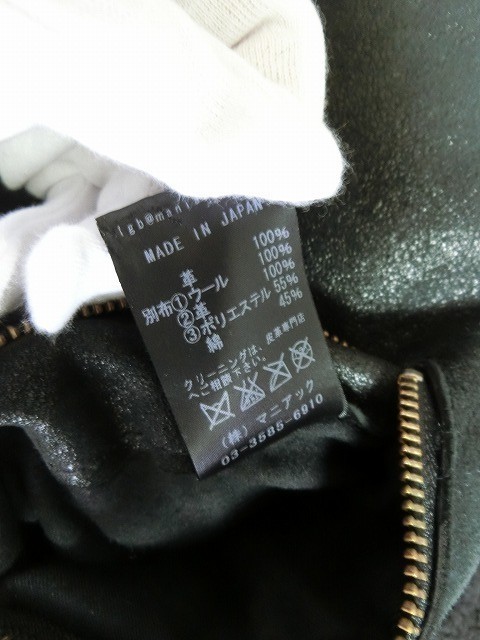 lgb@mani
MADE IN JAPAN
革 100%
別布①ウール 100%
②革 100%
③ポリエステル 55%
綿 45%
クリーニングは、皮革専門店
へご相談下さい。
(株) マニアック
03-3585-6910